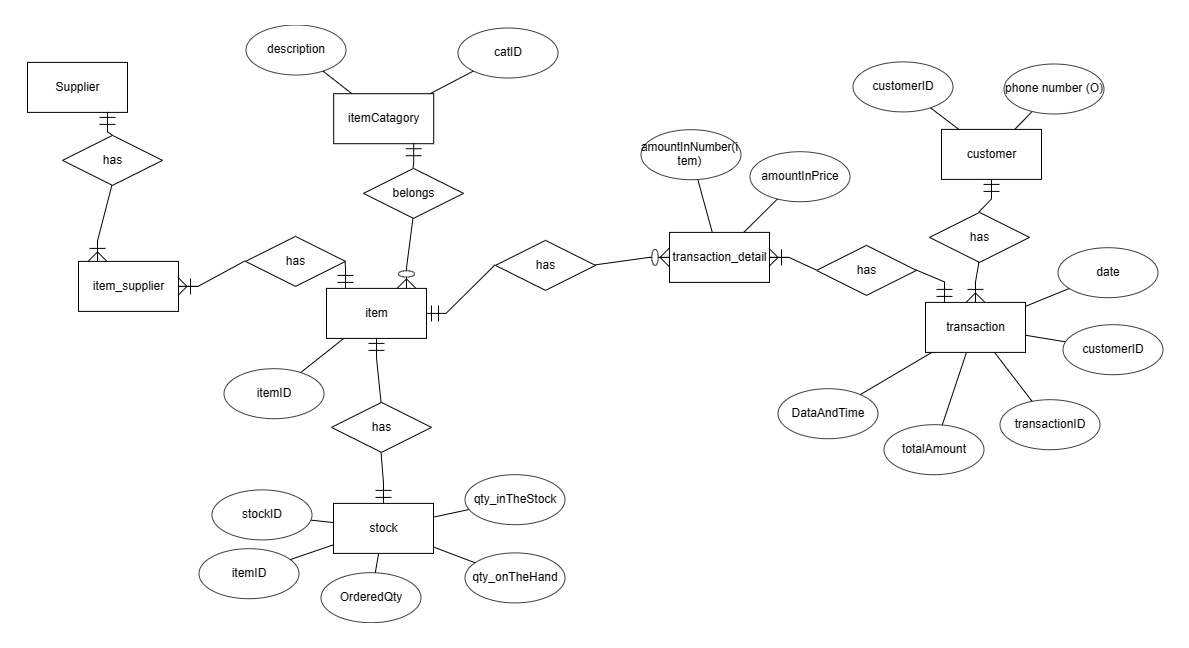 description
catID
Supplier
itemCatagory
customerID
phone number (O)
customer
has
belongs
amountInNumber(i
tem)
amountInPrice
has
item_supplier
has
item
has
transaction_detail
has
date
transaction
customerID
itemID
has
DataAndTime
totalAmount
transactionID
stockID
itemID
stock
qty_inTheStock
qty_onTheHand
OrderedQty